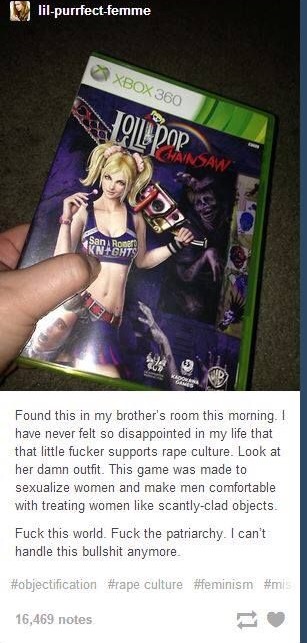 lil-purrfect-femme
XBOX 360
LOLLIPOP
CHAINSAW
San Romero
KNIGHTS
KADOKAWA
GAMES
WB
Found this in my brother's room this morning. I
have never felt so disappointed in my life that
that little fucker supports rape culture. Look at
her damn outfit. This game was made to
sexualize women and make men comfortable
with treating women like scantly-clad objects.
Fuck this world. Fuck the patriarchy. I can't
handle this bullshit anymore.
#objectification #rape culture #feminism #mis
16,469 notes